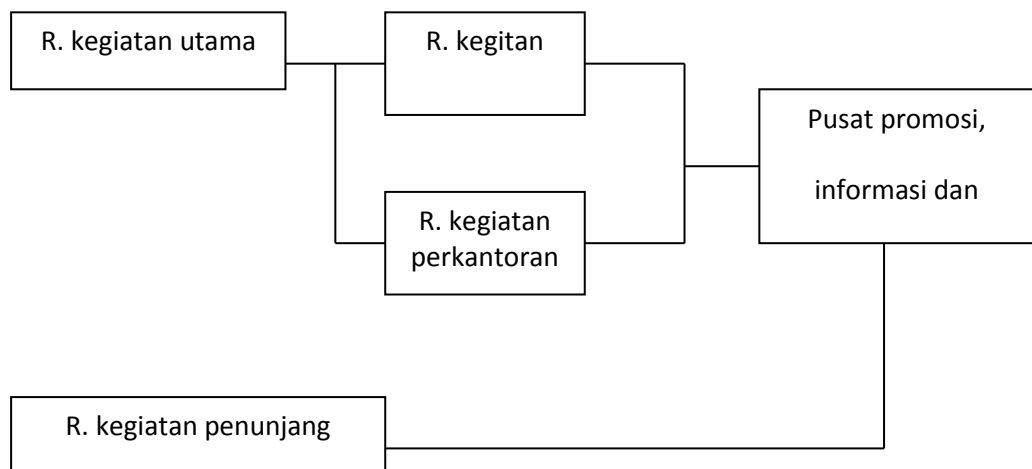 R. kegiatan utama
R. kegitan
Pusat promosi,
informasi dan
R. kegiatan
perkantoran
R. kegiatan penunjang